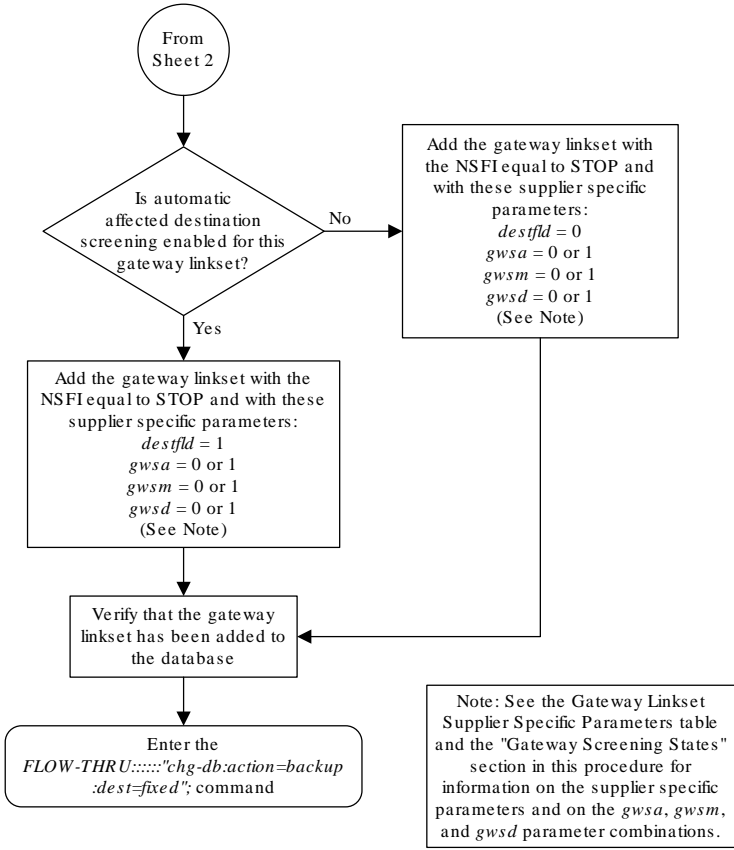 From
Sheet 2
Is automatic
affected destination
screening enabled for this
gateway linkset?
No
Yes
Add the gateway linkset with
the NSFI equal to STOP and
with these supplier specific
parameters:
destfld = 0
gwsa = 0 or 1
gwsm = 0 or 1
gwsd = 0 or 1
(See Note)
Add the gateway linkset with the
NSFI equal to STOP and with these
supplier specific parameters:
destfld = 1
gwsa = 0 or 1
gwsm = 0 or 1
gwsd = 0 or 1
(See Note)
Verify that the gateway
linkset has been added to
the database
Enter the
FLOW-THRU::::::"chg-db:action=backup
:dest=fixed"; command
Note: See the Gateway Linkset
Supplier Specific Parameters table
and the "Gateway Screening States"
section in this procedure for
information on the supplier specific
parameters and on the gwsa, gwsm,
and gwsd parameter combinations.